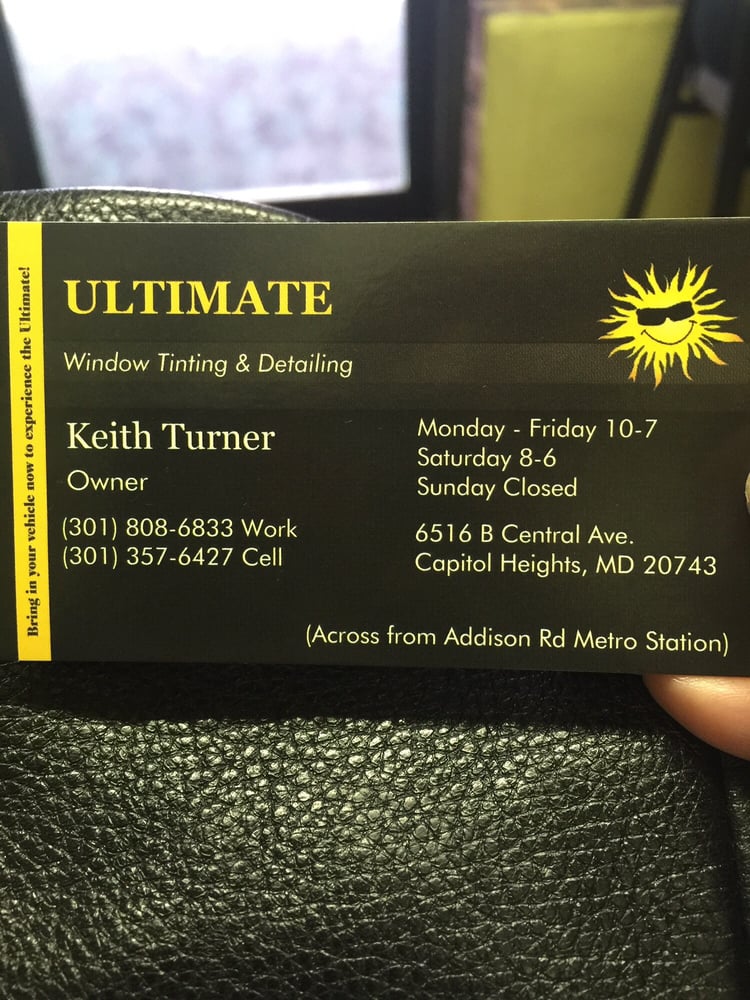 Bring in your vehicle now to experience the Ultimate!
ULTIMATE
Window Tinting & Detailing
Keith Turner
Owner
(301) 808-6833 Work
(301) 357-6427 Cell
Monday - Friday 10-7
Saturday 8-6
Sunday Closed
6516 B Central Ave.
Capitol Heights, MD 20743
(Across from Addison Rd Metro Station)